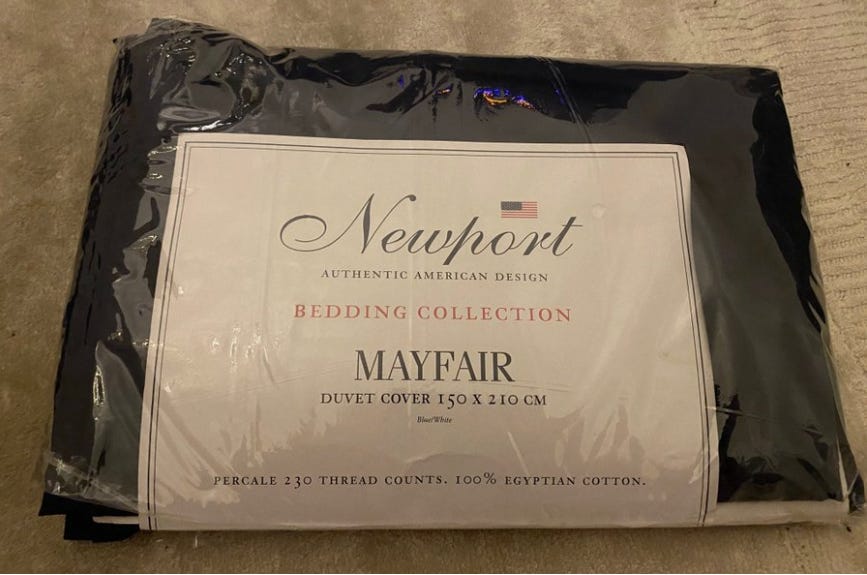 Newport
AUTHENTIC AMERICAN DESIGN
BEDDING COLLECTION
MAYFAIR
DUVET COVER 150 X 210 CM
Blue/White
PERCALE 230 THREAD COUNTS. 100% EGYPTIAN COTTON.